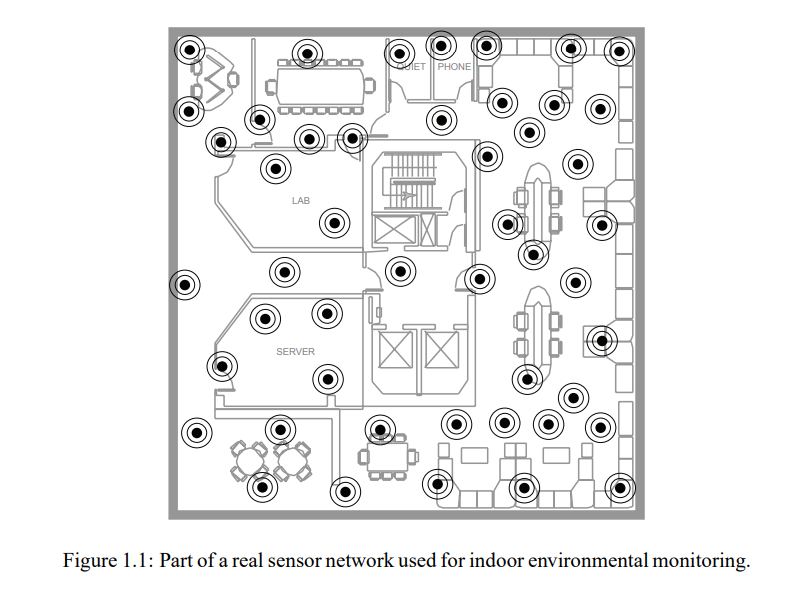 QUIET PHONE
LAB
SERVER
Figure 1.1: Part of a real sensor network used for indoor environmental monitoring.